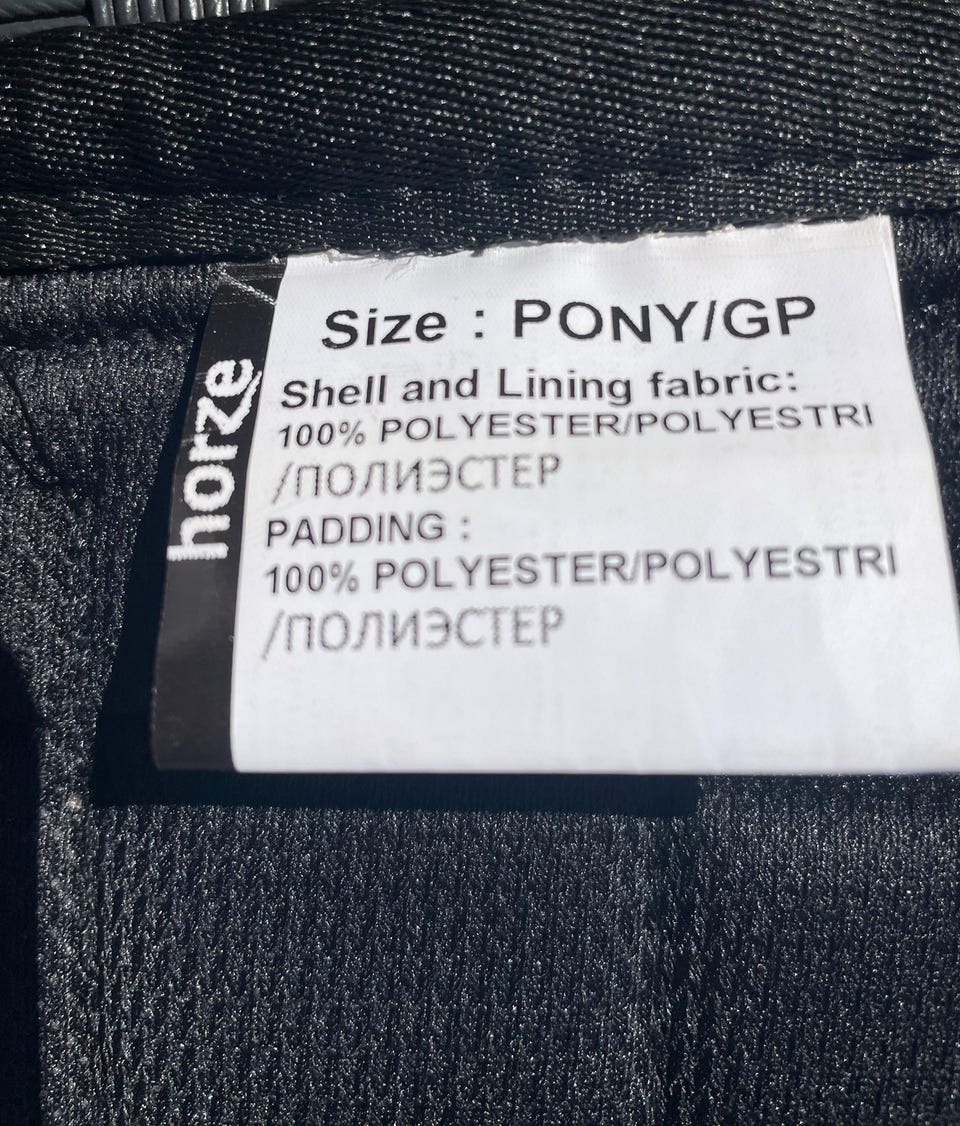 horze
Size : PONY/GP
Shell and Lining fabric:
100% POLYESTER/POLYESTRI
/ПОЛИЭСТЕР
PADDING :
100% POLYESTER/POLYESTRI
/ПОЛИЭСТЕР